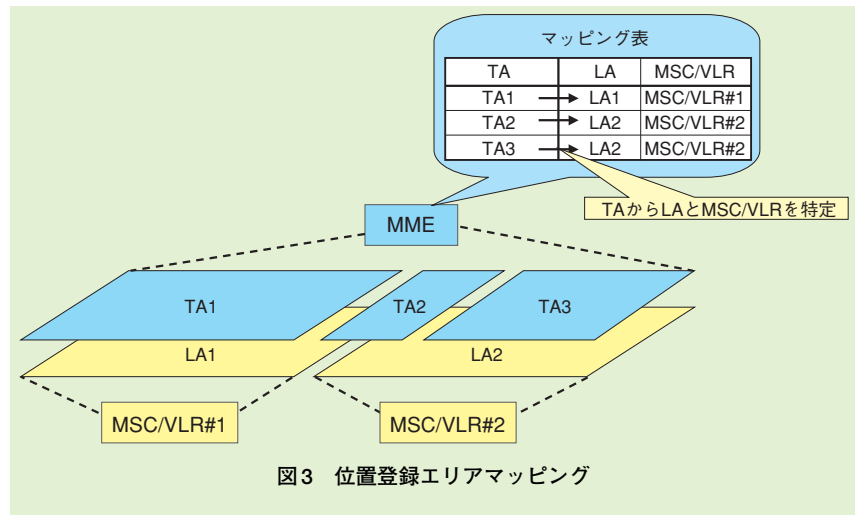 マッピング表
TA LA MSC/VLR
TA1 LA1 MSC/VLR#1
TA2 LA2 MSC/VLR#2
TA3 LA2 MSC/VLR#2
TAからLAとMSC/VLRを特定
MME
TA1 TA2 TA3
LA1 LA2
MSC/VLR#1 MSC/VLR#2
図3 位置登録エリアマッピング